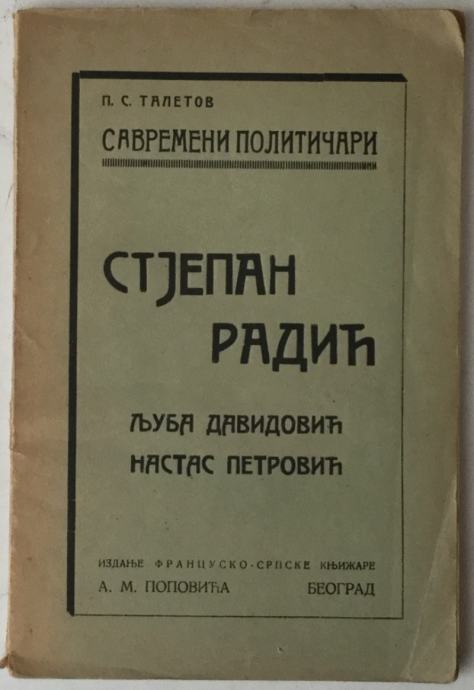 П. С. ТАЛЕТОВ
САВРЕМЕНИ ПОЛИТИЧАРИ
СТЈЕПАН
РАДИЋ
ЉУБА ДАВИДОВИЋ
НАСТАС ПЕТРОВИЋ
ИЗДАЊЕ ФРАНЦУСКО-СРПСКЕ КЊИЖАРЕ
А. М. ПОПОВИЋА БЕОГРАД